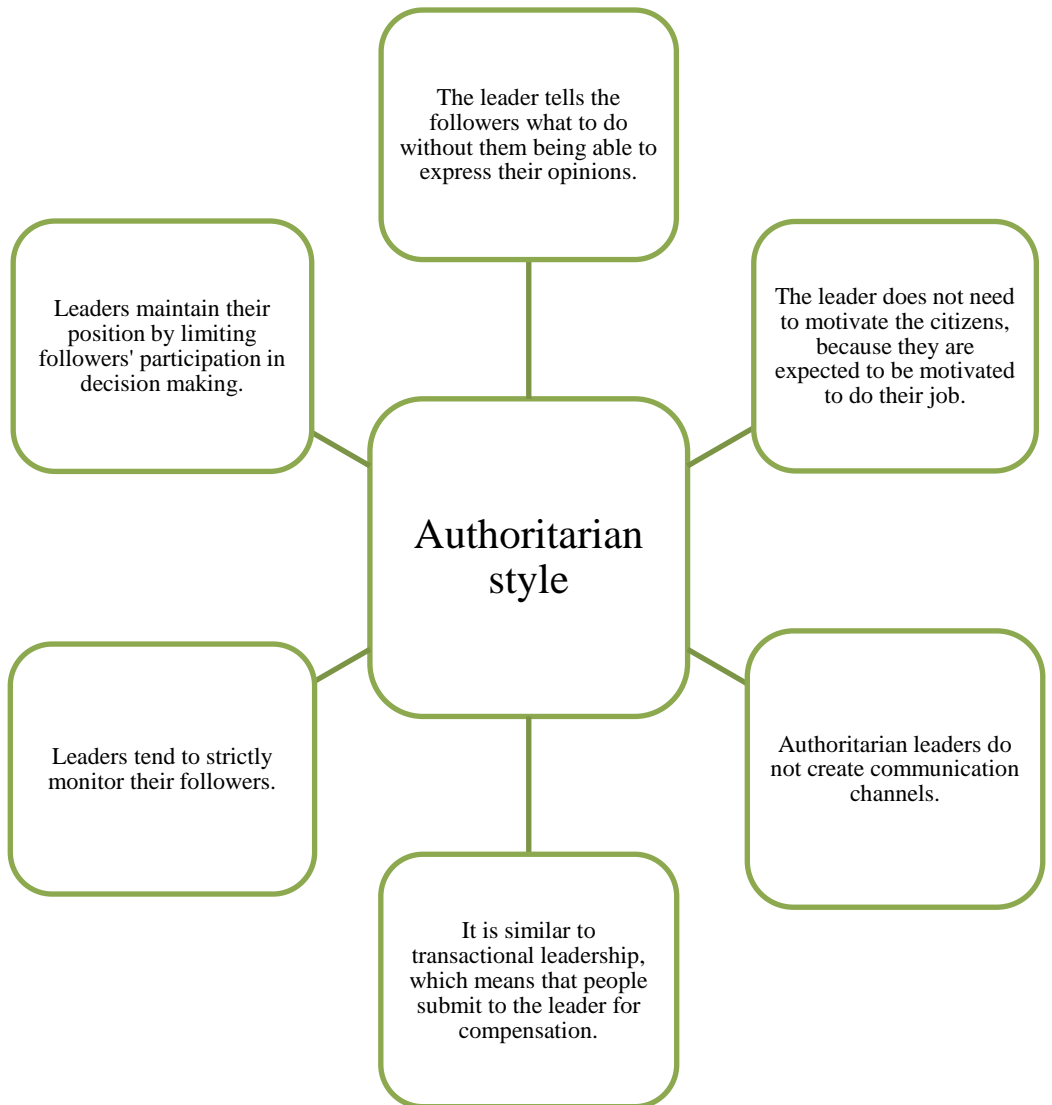 The leader tells the
followers what to do
without them being able to
express their opinions.
Leaders maintain their
position by limiting
followers' participation in
decision making.
The leader does not need
to motivate the citizens,
because they are
expected to be motivated
to do their job.
Authoritarian
style
Leaders tend to strictly
monitor their followers.
Authoritarian leaders do
not create communication
channels.
It is similar to
transactional leadership,
which means that people
submit to the leader for
compensation.